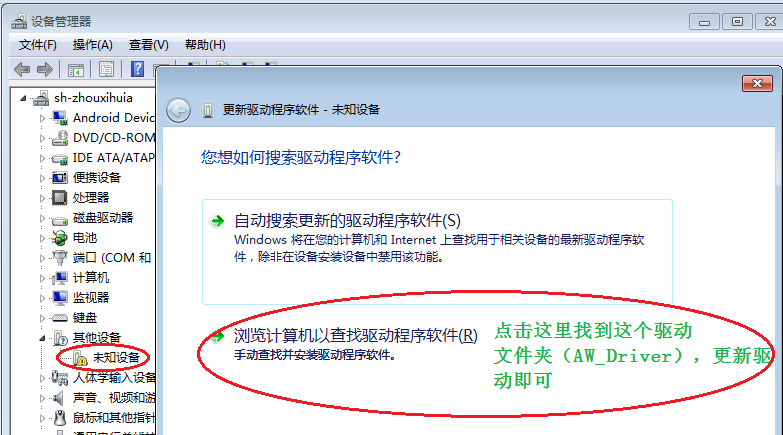 设备管理器
文件(F) 操作(A) 查看(V) 帮助(H)
sh-zhouxihuia
Android Devic
DVD/CD-ROM
IDE ATA/ATAP
便携设备
处理器
磁盘驱动器
电池
端口 (COM 和
计算机
监视器
键盘
其他设备
未知设备
人体学输入设备
声音、视频和游
鼠标和其他指针
更新驱动程序软件 - 未知设备
您想如何搜索驱动程序软件?
自动搜索更新的驱动程序软件(S)
Windows 将在您的计算机和 Internet 上查找用于相关设备的最新驱动程序软
件，除非在设备安装设备中禁用该功能。
浏览计算机以查找驱动程序软件(R)
手动查找并安装驱动程序软件。
点击这里找到这个驱动
文件夹（AW_Driver），更新驱
动即可